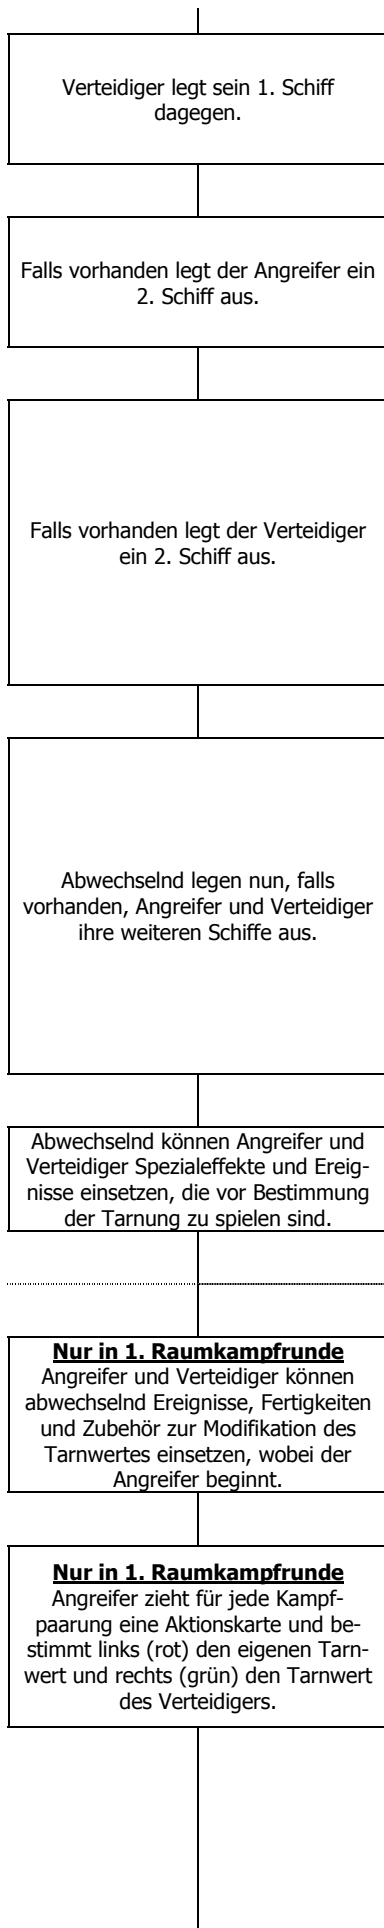 Verteidiger legt sein 1. Schiff
dagegen.
Falls vorhanden legt der Angreifer ein
2. Schiff aus.
Falls vorhanden legt der Verteidiger
ein 2. Schiff aus.
Abwechselnd legen nun, falls
vorhanden, Angreifer und Verteidiger
ihre weiteren Schiffe aus.
Abwechselnd können Angreifer und
Verteidiger Spezialeffekte und Ereig-
nisse einsetzen, die vor Bestimmung
der Tarnung zu spielen sind.
Nur in 1. Raumkampfrunde
Angreifer und Verteidiger können
abwechselnd Ereignisse, Fertigkeiten
und Zubehör zur Modifikation des
Tarnwertes einsetzen, wobei der
Angreifer beginnt.
Nur in 1. Raumkampfrunde
Angreifer zieht für jede Kampf-
paarung eine Aktionskarte und be-
stimmt links (rot) den eigenen Tarn-
wert und rechts (grün) den Tarnwert
des Verteidigers.